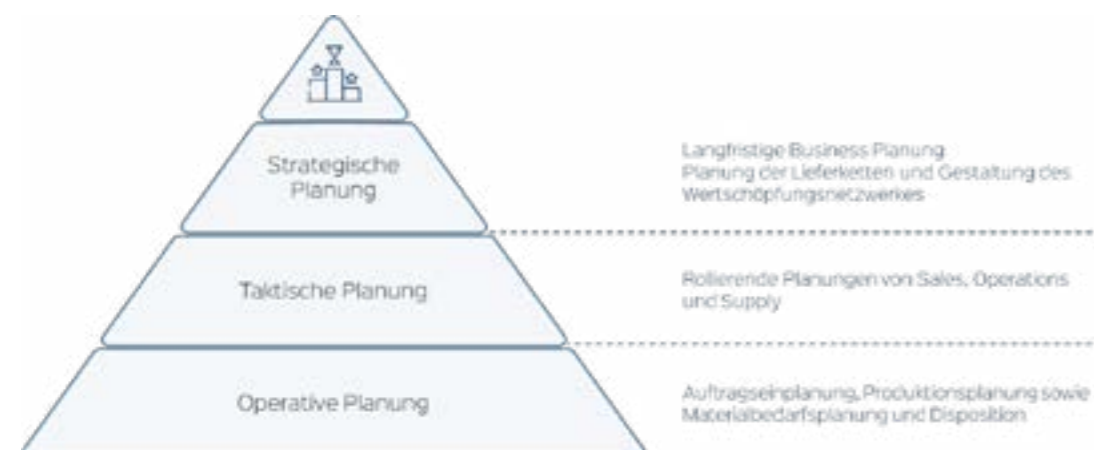 Strategische
Planung
Langfristige Business Planung
Planung der Lieferketten und Gestaltung des
Wertschöpfungsnetzwerkes
Taktische Planung
Rollierende Planungen von Sales, Operations
und Supply
Operative Planung
Auftragseinplanung, Produktionsplanung sowie
Materialbedarfsplanung und Disposition